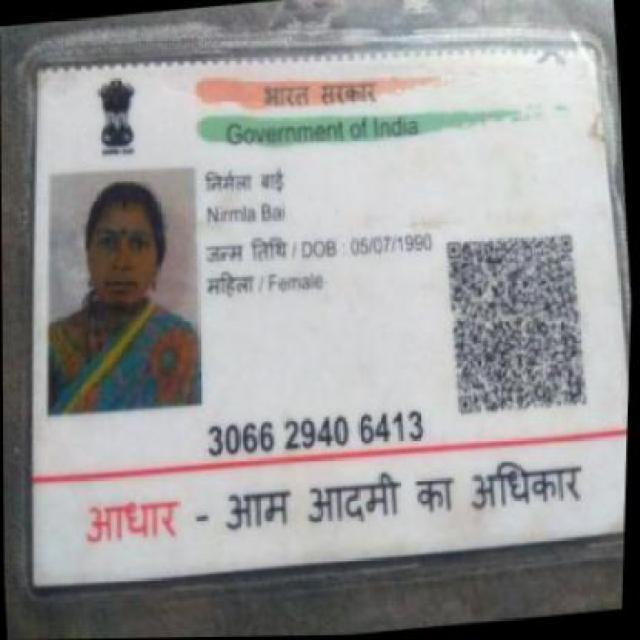 भारत सरकार
Government of India
निर्मला बाई
Nirmla Bai
जन्म तिथि / DOB : 05/07/1990
महिला / Female
3066 2940 6413
आधार - आम आदमी का अधिकार